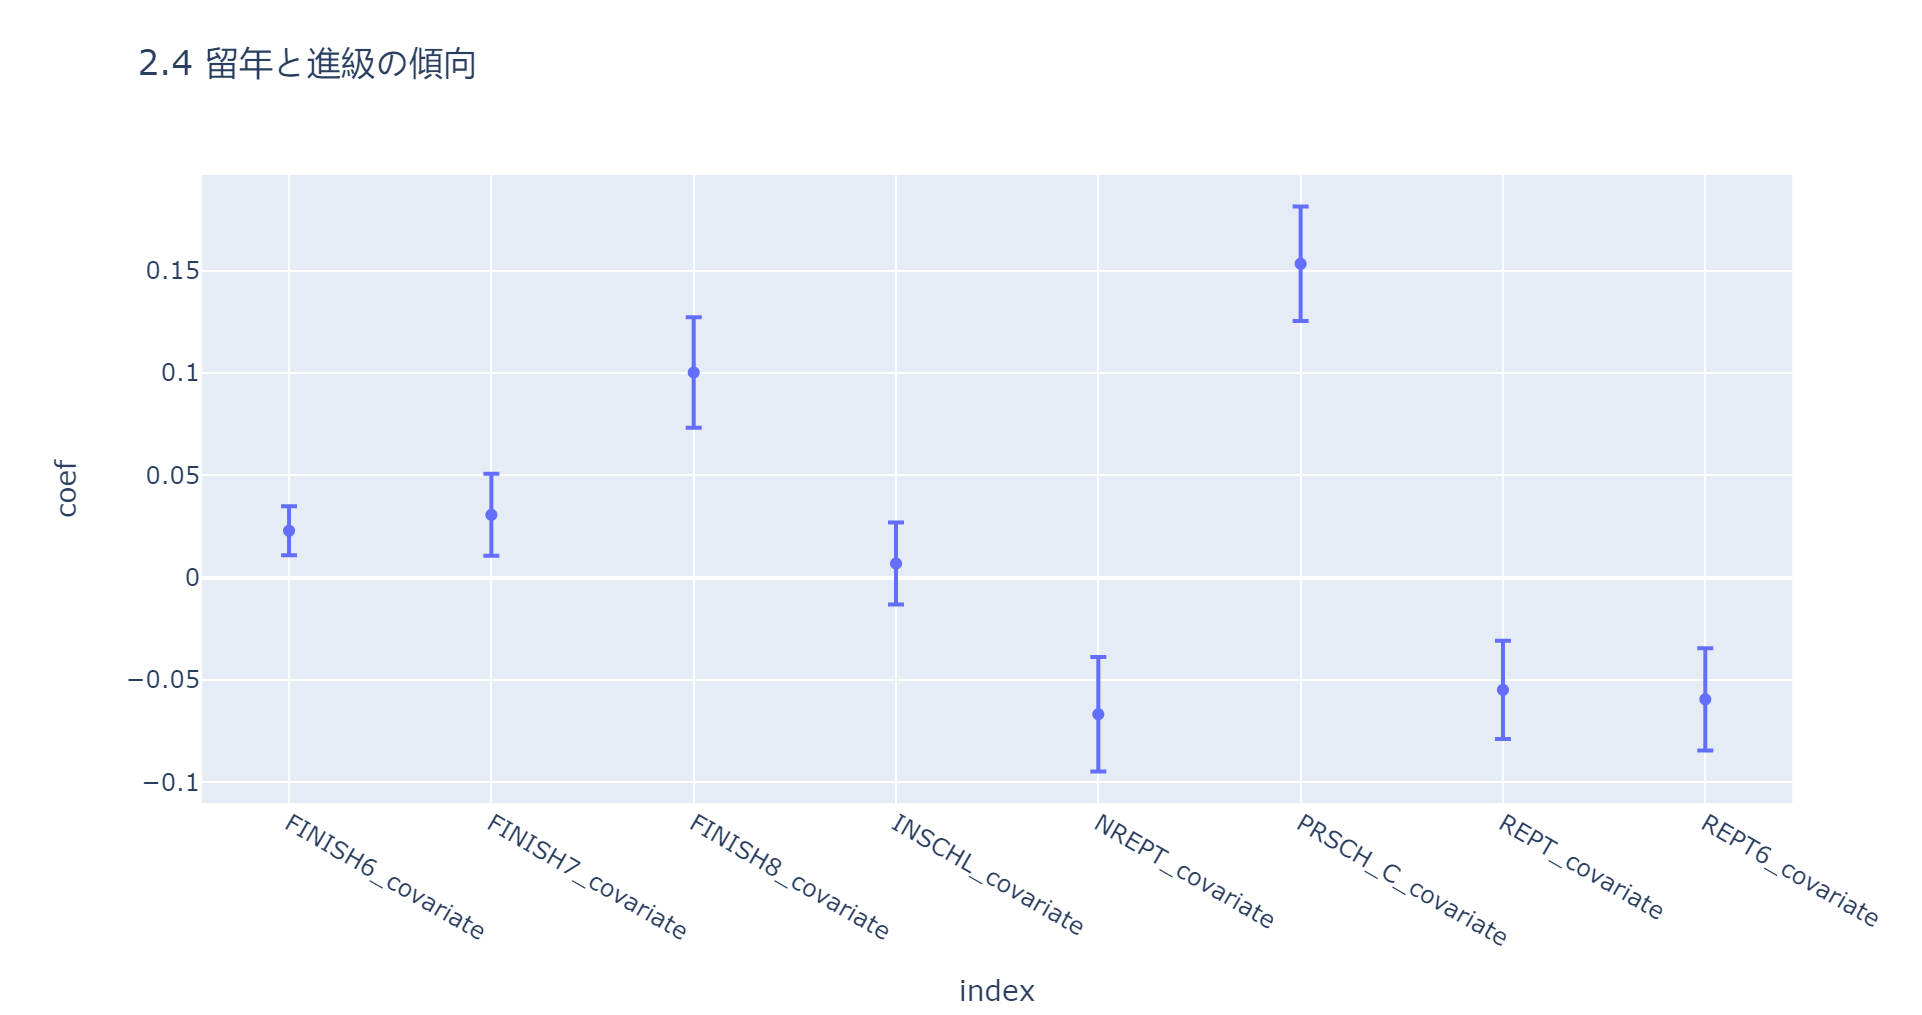 2.4 留年と進級の傾向
0.15
0.1
0.05
0
−0.05
−0.1
coef
FINISH6_covariate
FINISH7_covariate
FINISH8_covariate
INSCHL_covariate
NREPT_covariate
PRSCH_C_covariate
REPT_covariate
REPT6_covariate
index